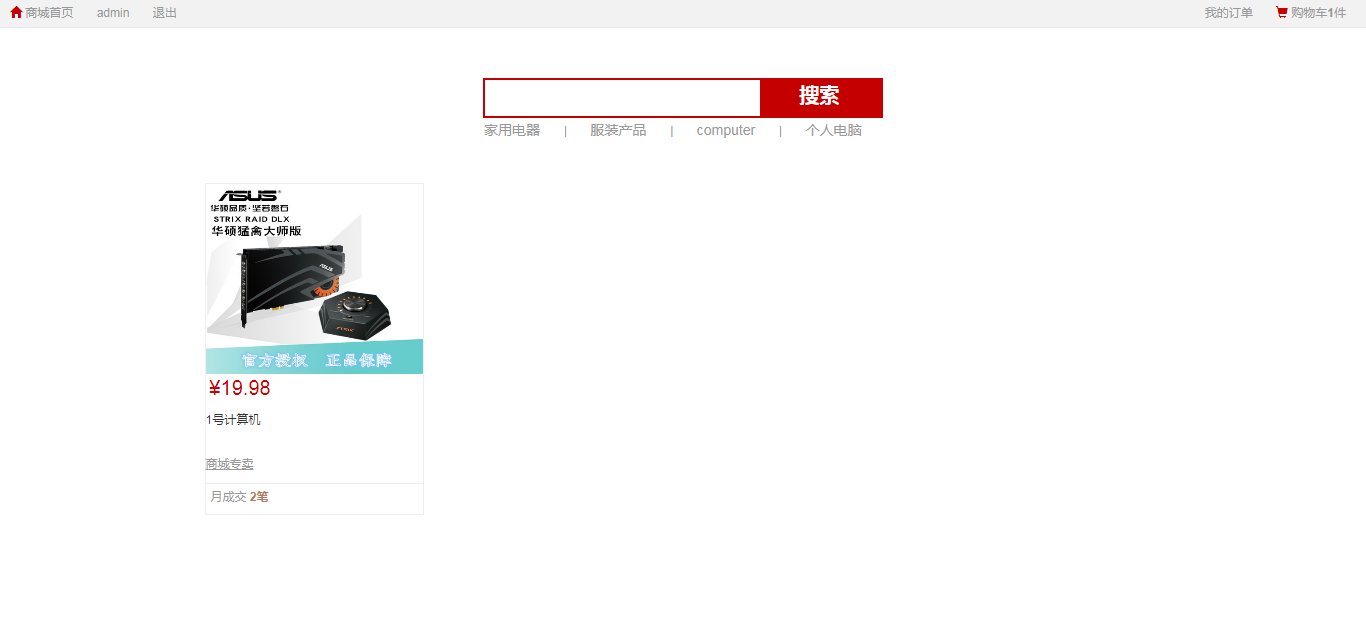 商城首页 admin 退出 我的订单 购物车1件
搜索
家用电器 | 服装产品 | computer | 个人电脑
ASUS
华硕品质·坚若磐石
STRIX RAID DLX
华硕猛禽大师版
ASUS
STRIX
官方授权 正品保障
¥19.98
1号计算机
商城专卖
月成交 2笔